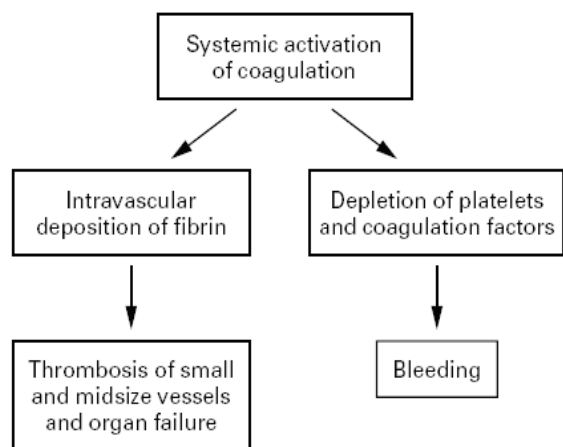 Systemic activation
of coagulation
Intravascular
deposition of fibrin
Depletion of platelets
and coagulation factors
Thrombosis of small
and midsize vessels
and organ failure
Bleeding